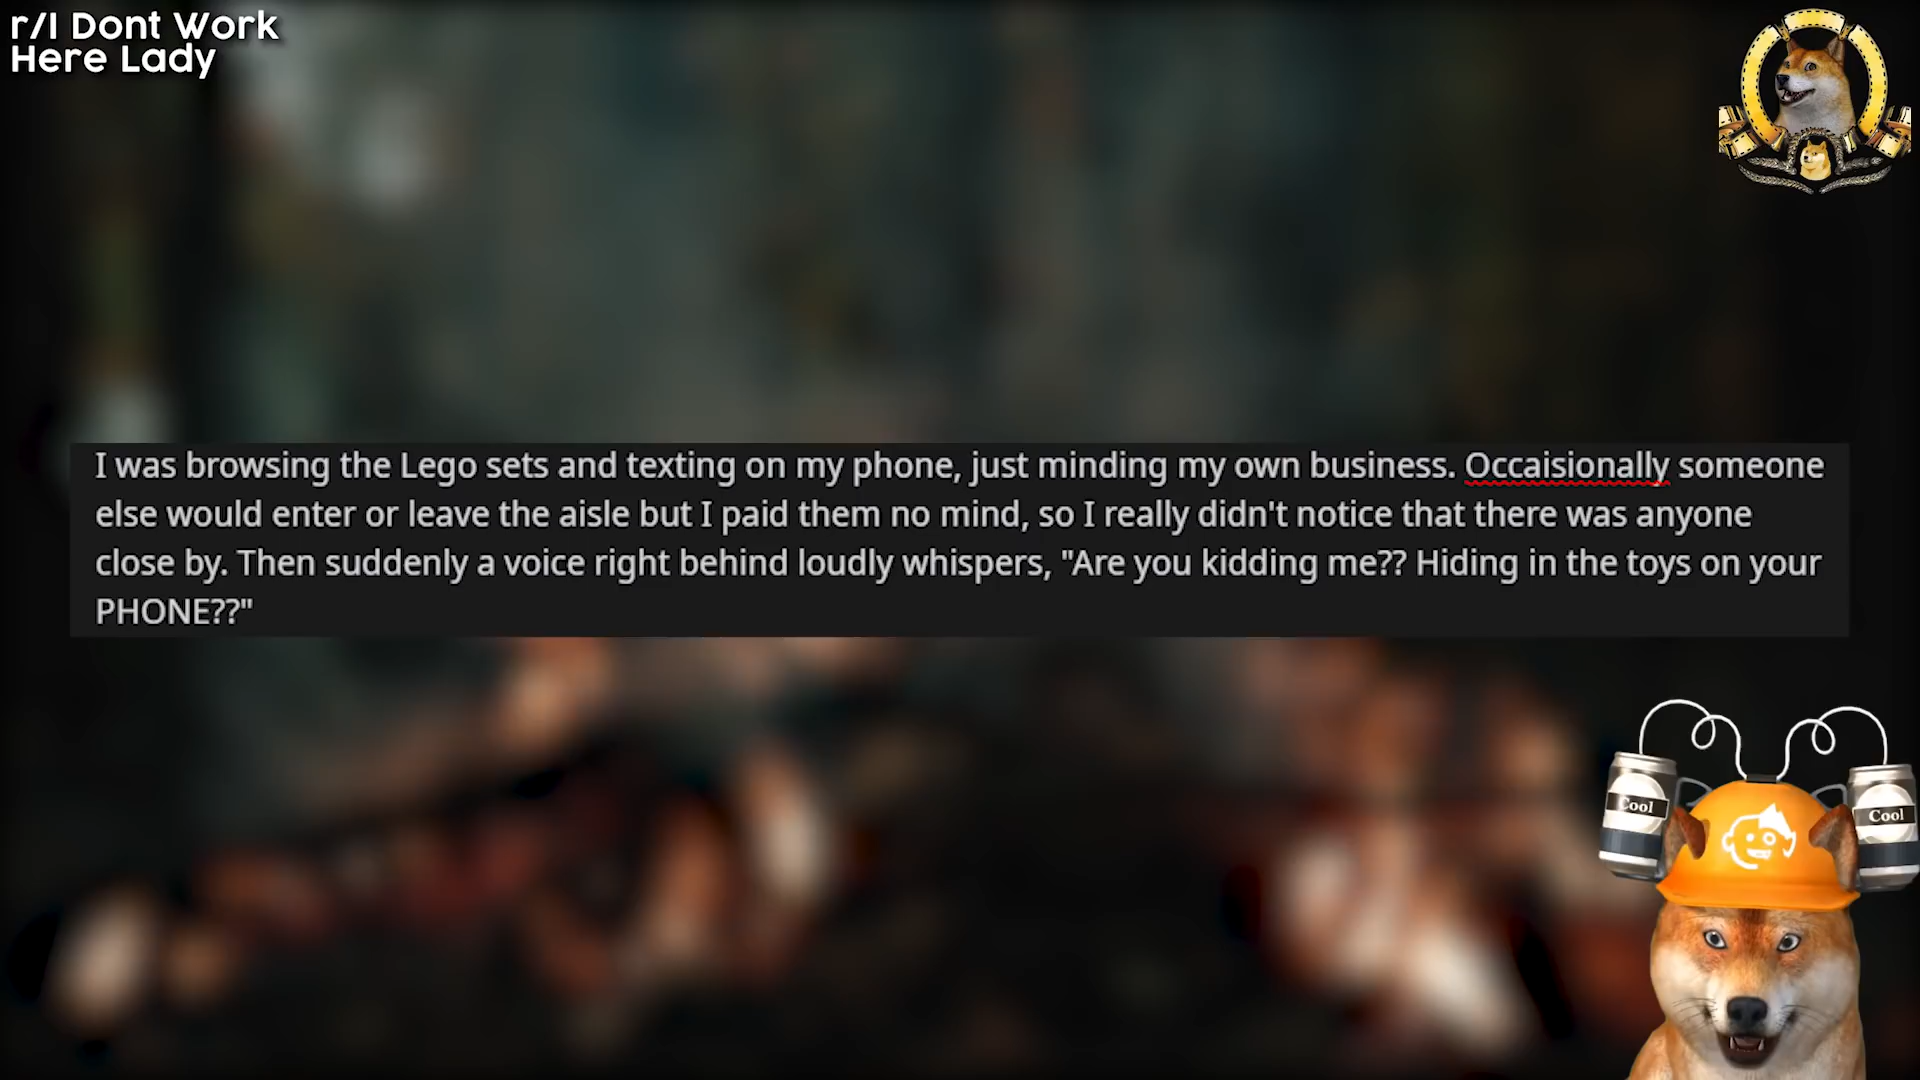 r/I Dont Work
Here Lady
I was browsing the Lego sets and texting on my phone, just minding my own business. Occaisionally someone
else would enter or leave the aisle but I paid them no mind, so I really didn't notice that there was anyone
close by. Then suddenly a voice right behind loudly whispers, "Are you kidding me?? Hiding in the toys on your
PHONE??"
Cool
Cool